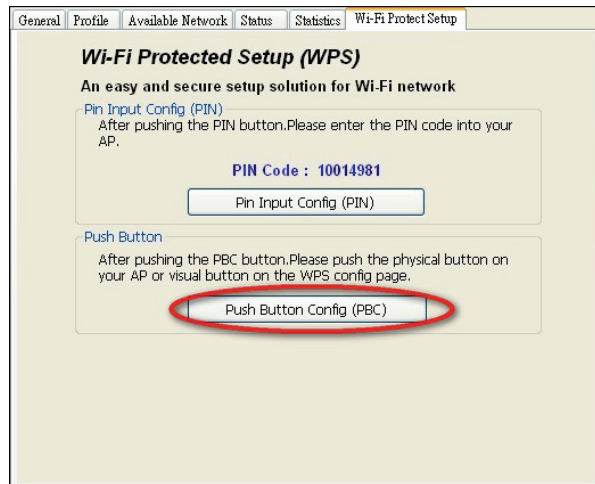 General Profile Available Network Status Statistics Wi-Fi Protect Setup
Wi-Fi Protected Setup (WPS)
An easy and secure setup solution for Wi-Fi network
Pin Input Config (PIN)
After pushing the PIN button.Please enter the PIN code into your
AP.
PIN Code : 10014981
Pin Input Config (PIN)
Push Button
After pushing the PBC button.Please push the physical button on
your AP or visual button on the WPS config page.
Push Button Config (PBC)